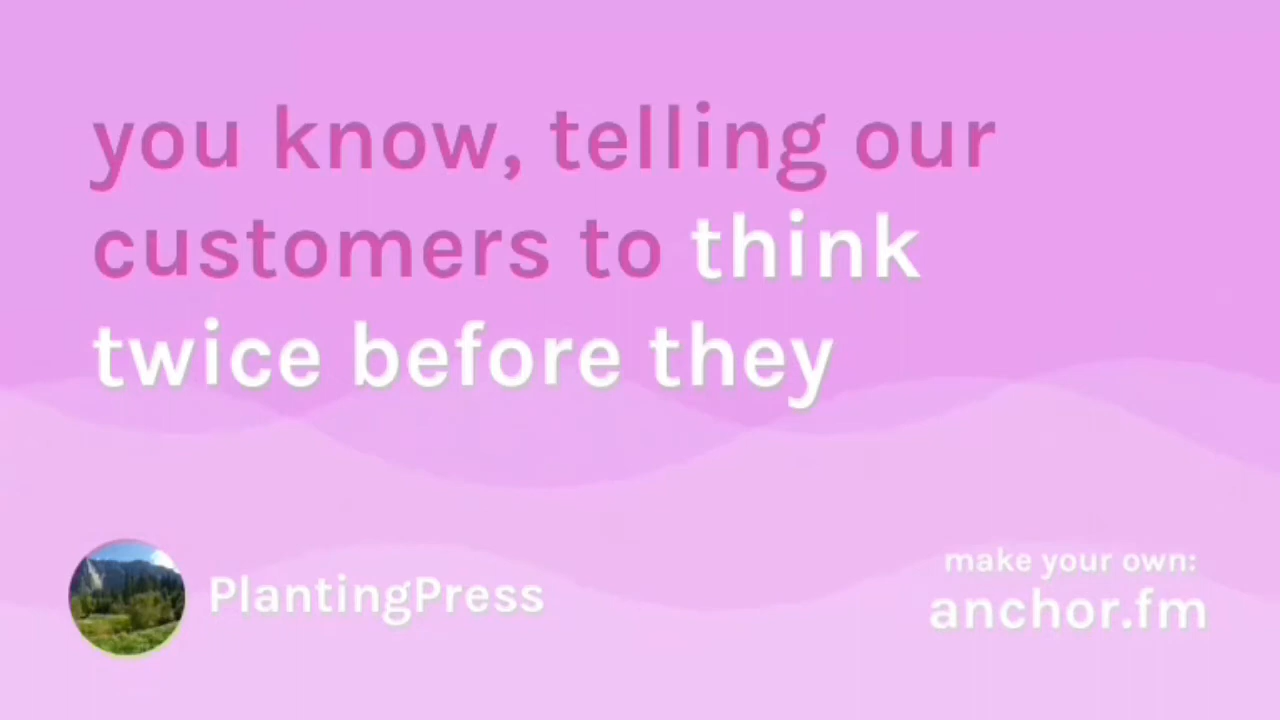 you know, telling our
customers to think
twice before they
PlantingPress
make your own:
anchor.fm